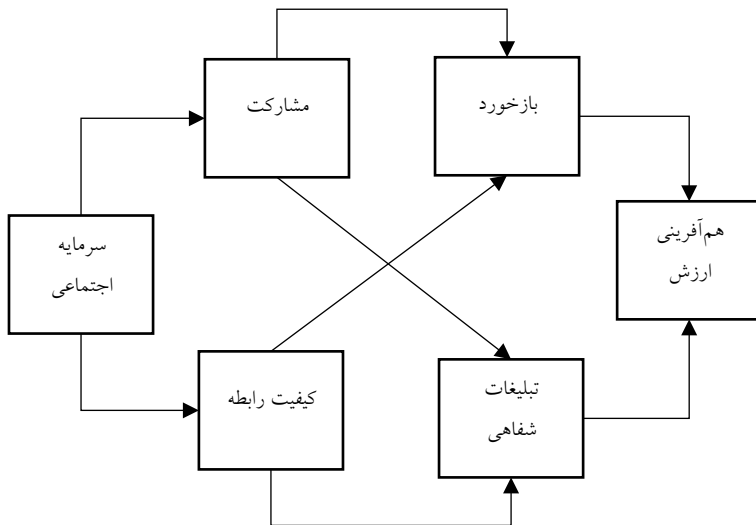 مشارکت
بازخورد
سرمایه
اجتماعی
هم‌آفرینی
ارزش
کیفیت رابطه
تبلیغات
شفاهی